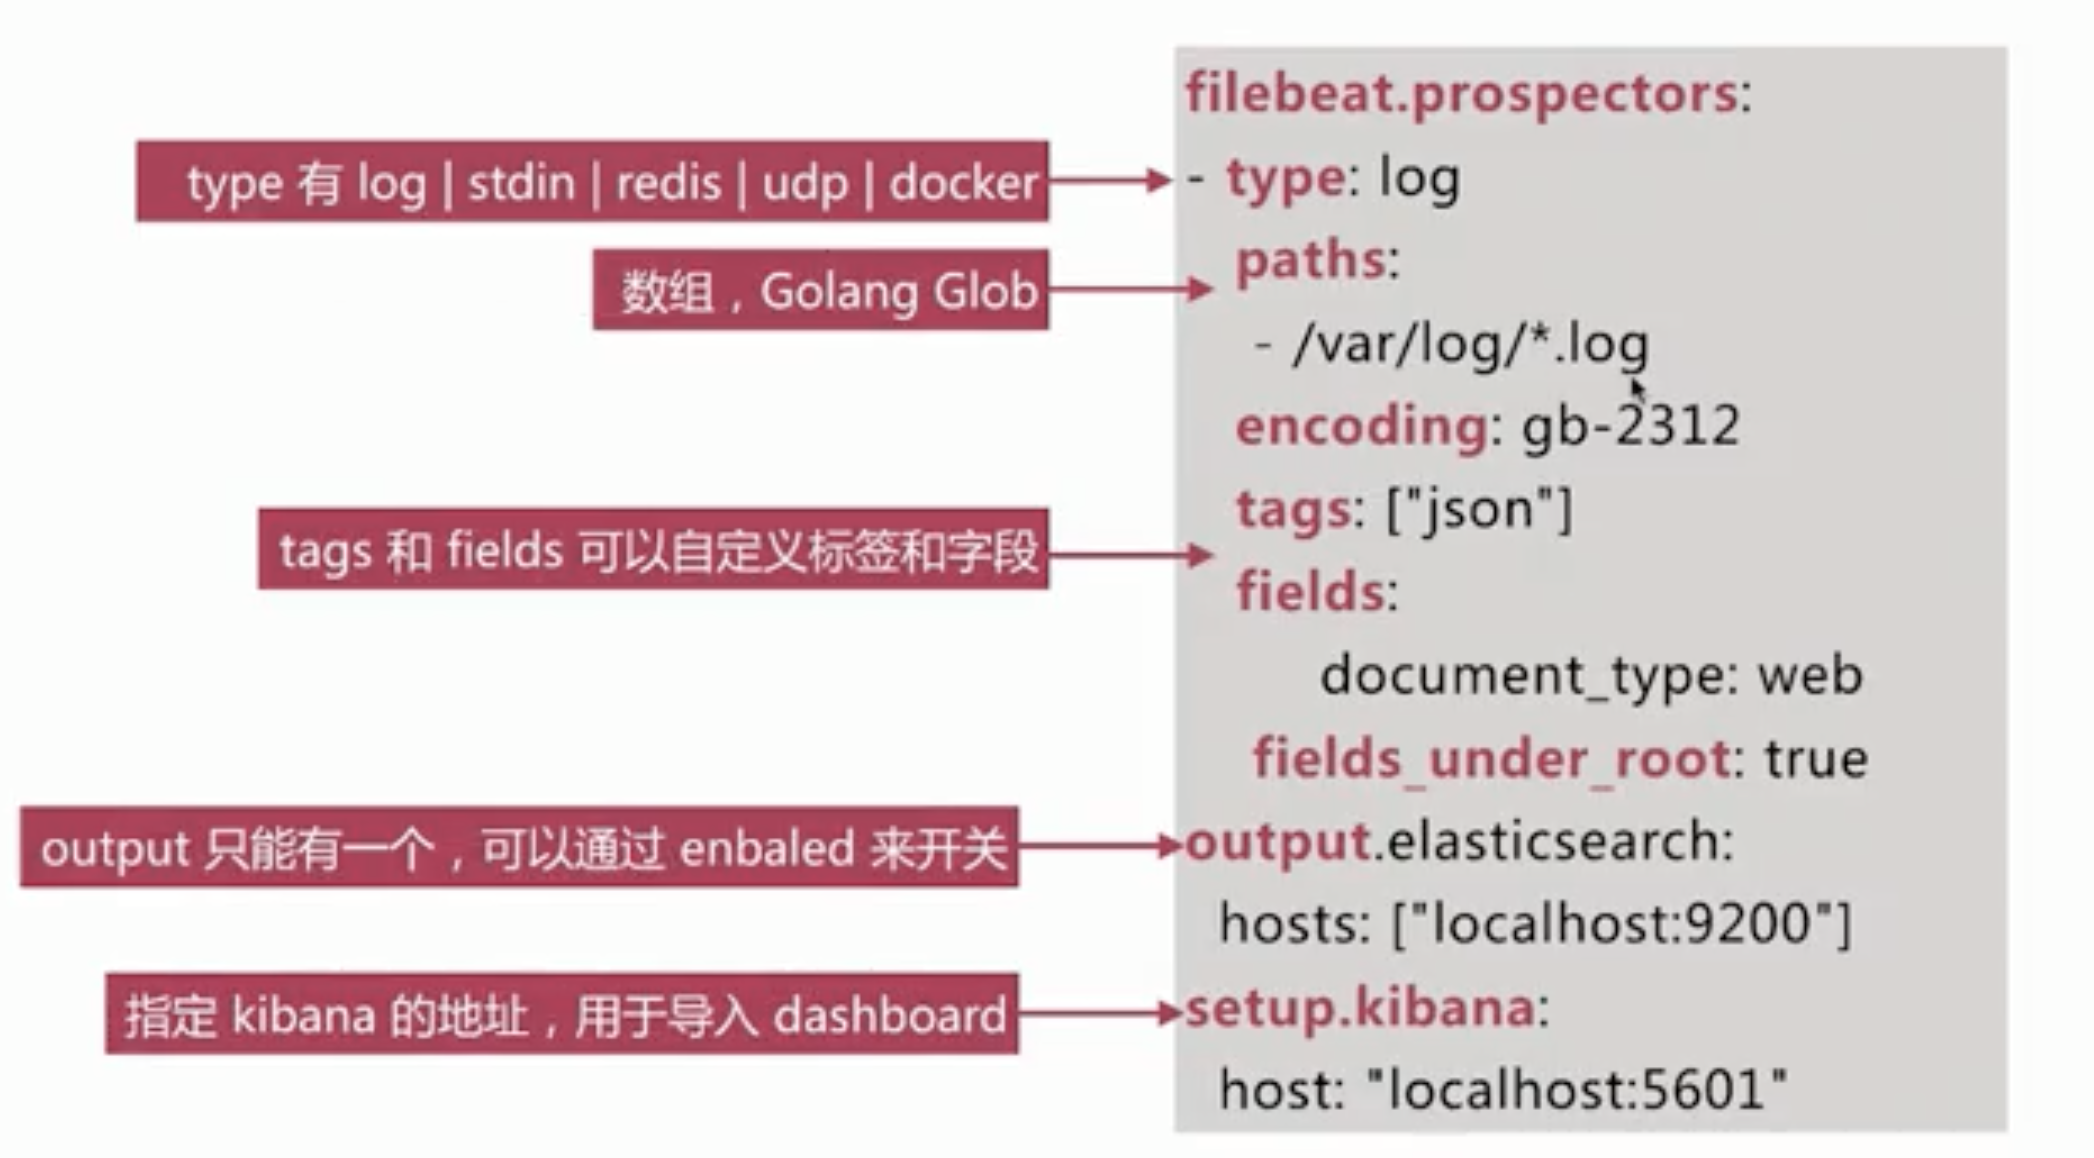 filebeat.prospectors:
type 有 log | stdin | redis | udp | docker
- type: log
数组，Golang Glob
paths:
- /var/log/*.log
encoding: gb-2312
tags: ["json"]
tags 和 fields 可以自定义标签和字段
fields:
document_type: web
fields_under_root: true
output 只能有一个，可以通过 enbaled 来开关
output.elasticsearch:
hosts: ["localhost:9200"]
指定 kibana 的地址，用于导入 dashboard
setup.kibana:
host: "localhost:5601"